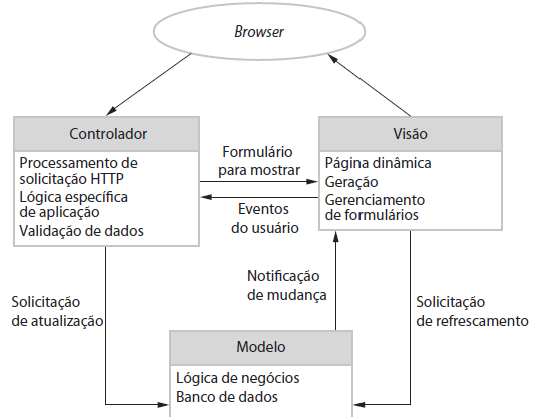 Browser
Controlador
Processamento de
solicitação HTTP
Lógica específica
de aplicação
Validação de dados
Formulário
para mostrar
Eventos
do usuário
Visão
Página dinâmica
Geração
Gerenciamento
de formulários
Solicitação
de atualização
Notificação
de mudança
Solicitação
de refrescamento
Modelo
Lógica de negócios
Banco de dados